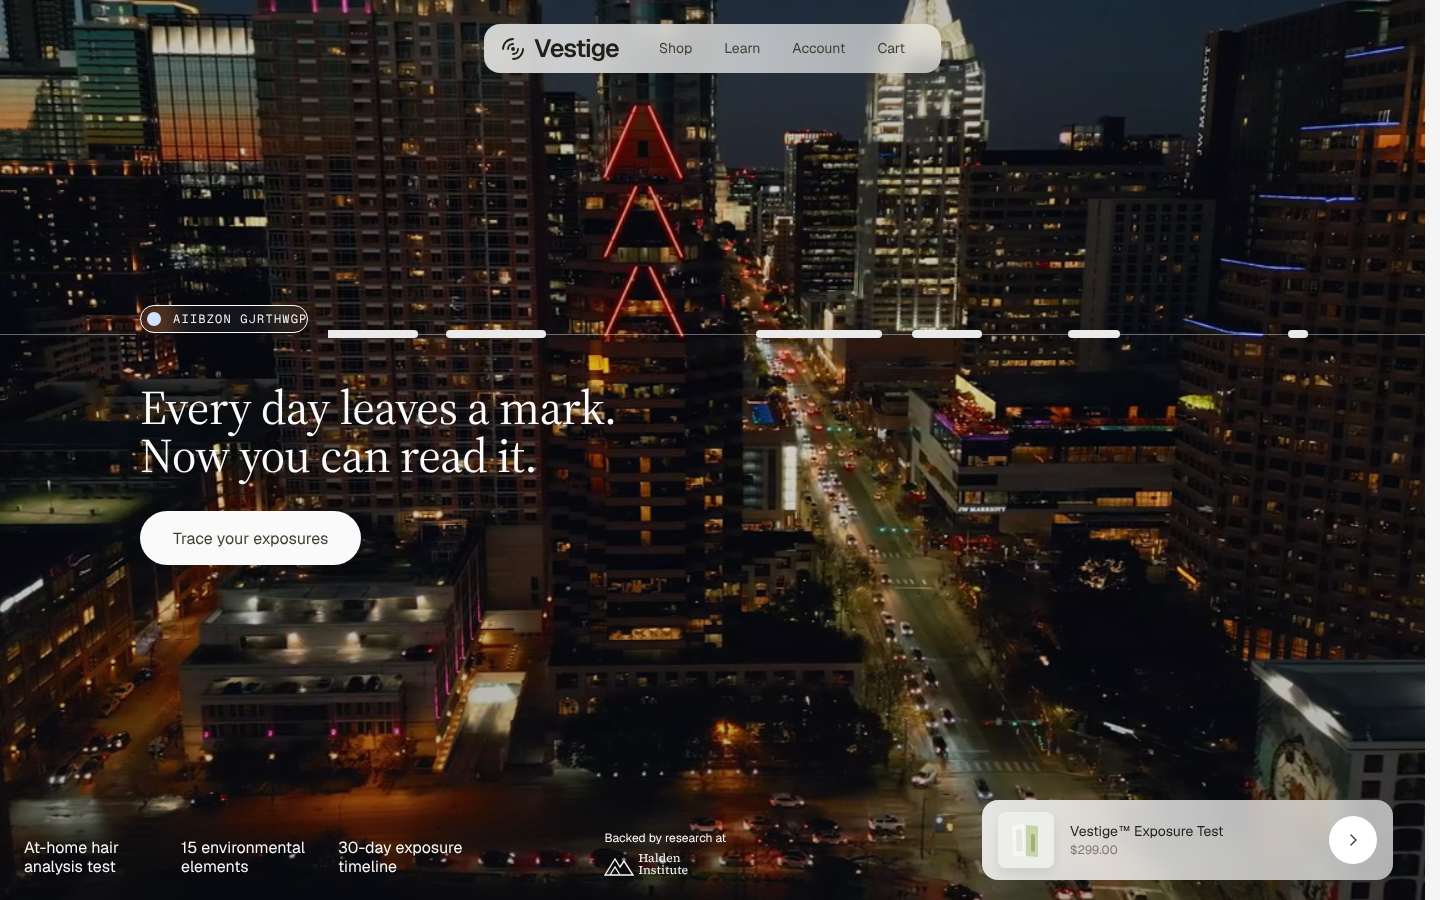 Vestige
Shop
Learn
Account
Cart
JW MARRIOTT
AIIBZON GJRTHWGP
Every day leaves a mark.
Now you can read it.
JW MARRIOTT
Trace your exposures
At-home hair
analysis test
15 environmental
elements
30-day exposure
timeline
Backed by research at
Halden
Institute
Vestige™ Exposure Test
$299.00